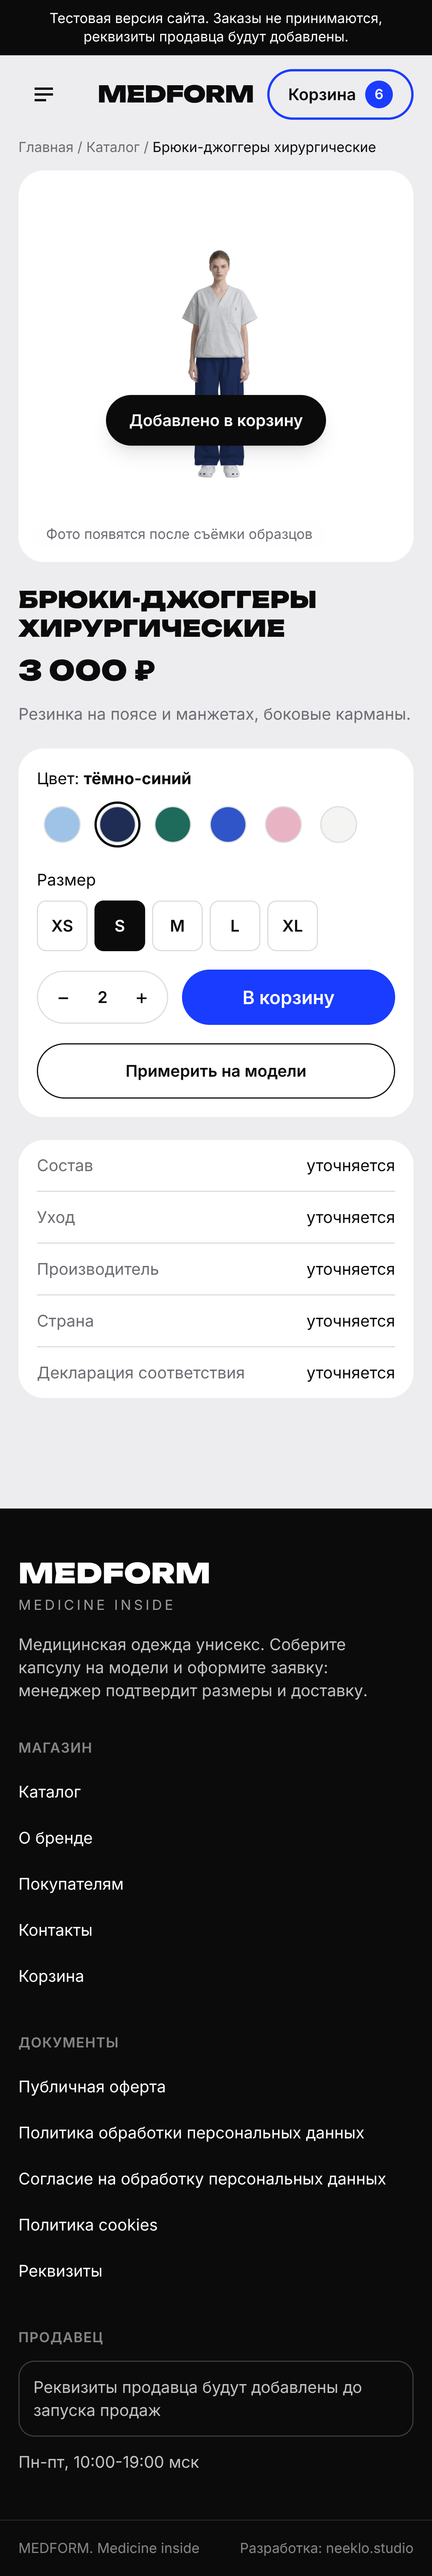 Тестовая версия сайта. Заказы не принимаются,
реквизиты продавца будут добавлены.
MEDFORM
Корзина 6
Главная / Каталог / Брюки-джоггеры хирургические
Добавлено в корзину
Фото появятся после съёмки образцов
БРЮКИ-ДЖОГГЕРЫ
ХИРУРГИЧЕСКИЕ
3 000 ₽
Резинка на поясе и манжетах, боковые карманы.
Цвет: тёмно-синий
Размер
XS S M L XL
− 2 + В корзину
Примерить на модели
Состав уточняется
Уход уточняется
Производитель уточняется
Страна уточняется
Декларация соответствия уточняется
MEDFORM
MEDICINE INSIDE
Медицинская одежда унисекс. Соберите
капсулу на модели и оформите заявку:
менеджер подтвердит размеры и доставку.
МАГАЗИН
Каталог
О бренде
Покупателям
Контакты
Корзина
ДОКУМЕНТЫ
Публичная оферта
Политика обработки персональных данных
Согласие на обработку персональных данных
Политика cookies
Реквизиты
ПРОДАВЕЦ
Реквизиты продавца будут добавлены до
запуска продаж
Пн-пт, 10:00-19:00 мск
MEDFORM. Medicine inside Разработка: neeklo.studio